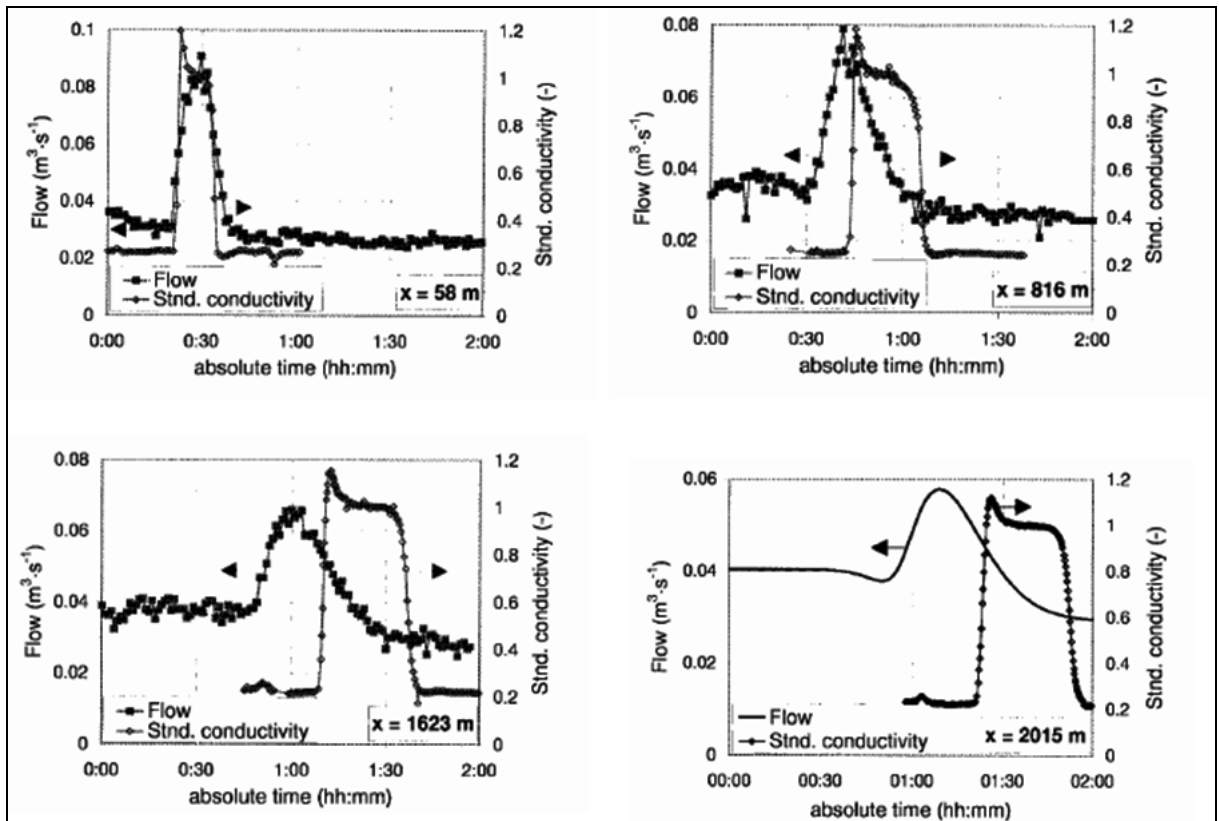 0.1
0.08
0.06
0.04
0.02
0
Flow (m³·s⁻¹)
1.2
1
0.8
0.6
0.4
0.2
0
Stnd. conductivity (-)
Flow
Stnd. conductivity
x = 58 m
0:00 0:30 1:00 1:30 2:00
absolute time (hh:mm)
0.08
0.06
0.04
0.02
0
Flow (m³·s⁻¹)
1.2
1
0.8
0.6
0.4
0.2
0
Stnd. conductivity (-)
Flow
Stnd. conductivity
x = 816 m
0:00 0:30 1:00 1:30 2:00
absolute time (hh:mm)
0.08
0.06
0.04
0.02
0
Flow (m³·s⁻¹)
1.2
1
0.8
0.6
0.4
0.2
0
Stnd. conductivity (-)
Flow
Stnd. conductivity
x = 1623 m
0:00 0:30 1:00 1:30 2:00
absolute time (hh:mm)
0.06
0.04
0.02
0
Flow (m³·s⁻¹)
1.2
1
0.8
0.6
0.4
0.2
0
Stnd. conductivity (-)
Flow
Stnd. conductivity
x = 2015 m
00:00 00:30 01:00 01:30 02:00
absolute time (hh:mm)